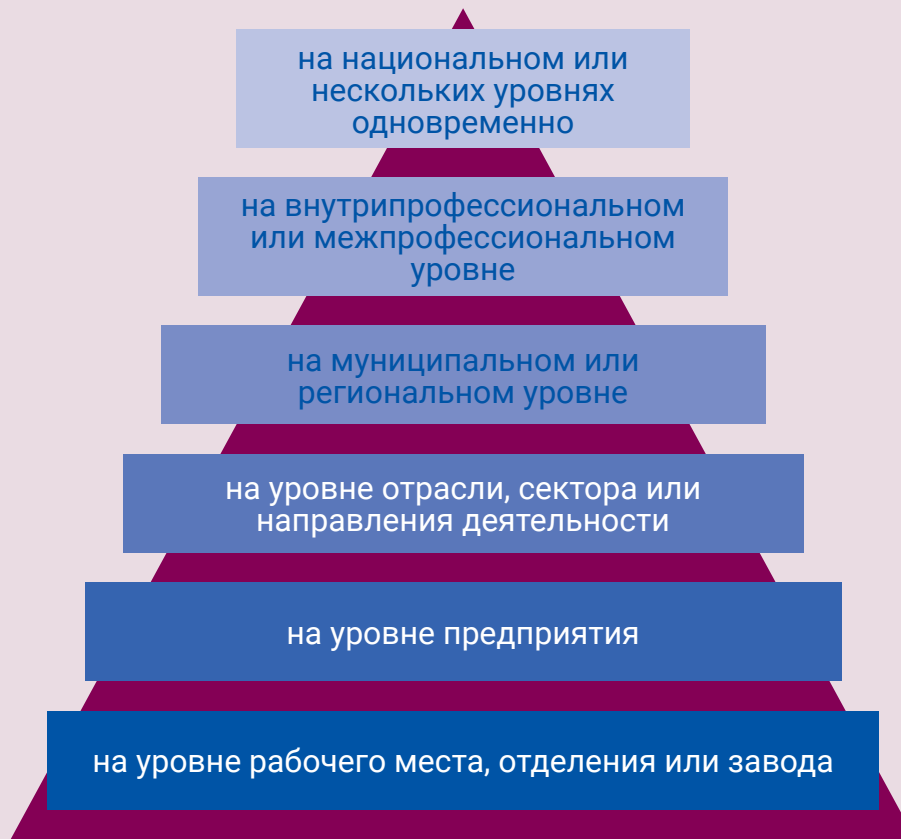 на национальном или
нескольких уровнях
одновременно
на внутрипрофессиональном
или межпрофессиональном
уровне
на муниципальном или
региональном уровне
на уровне отрасли, сектора или
направления деятельности
на уровне предприятия
на уровне рабочего места, отделения или завода